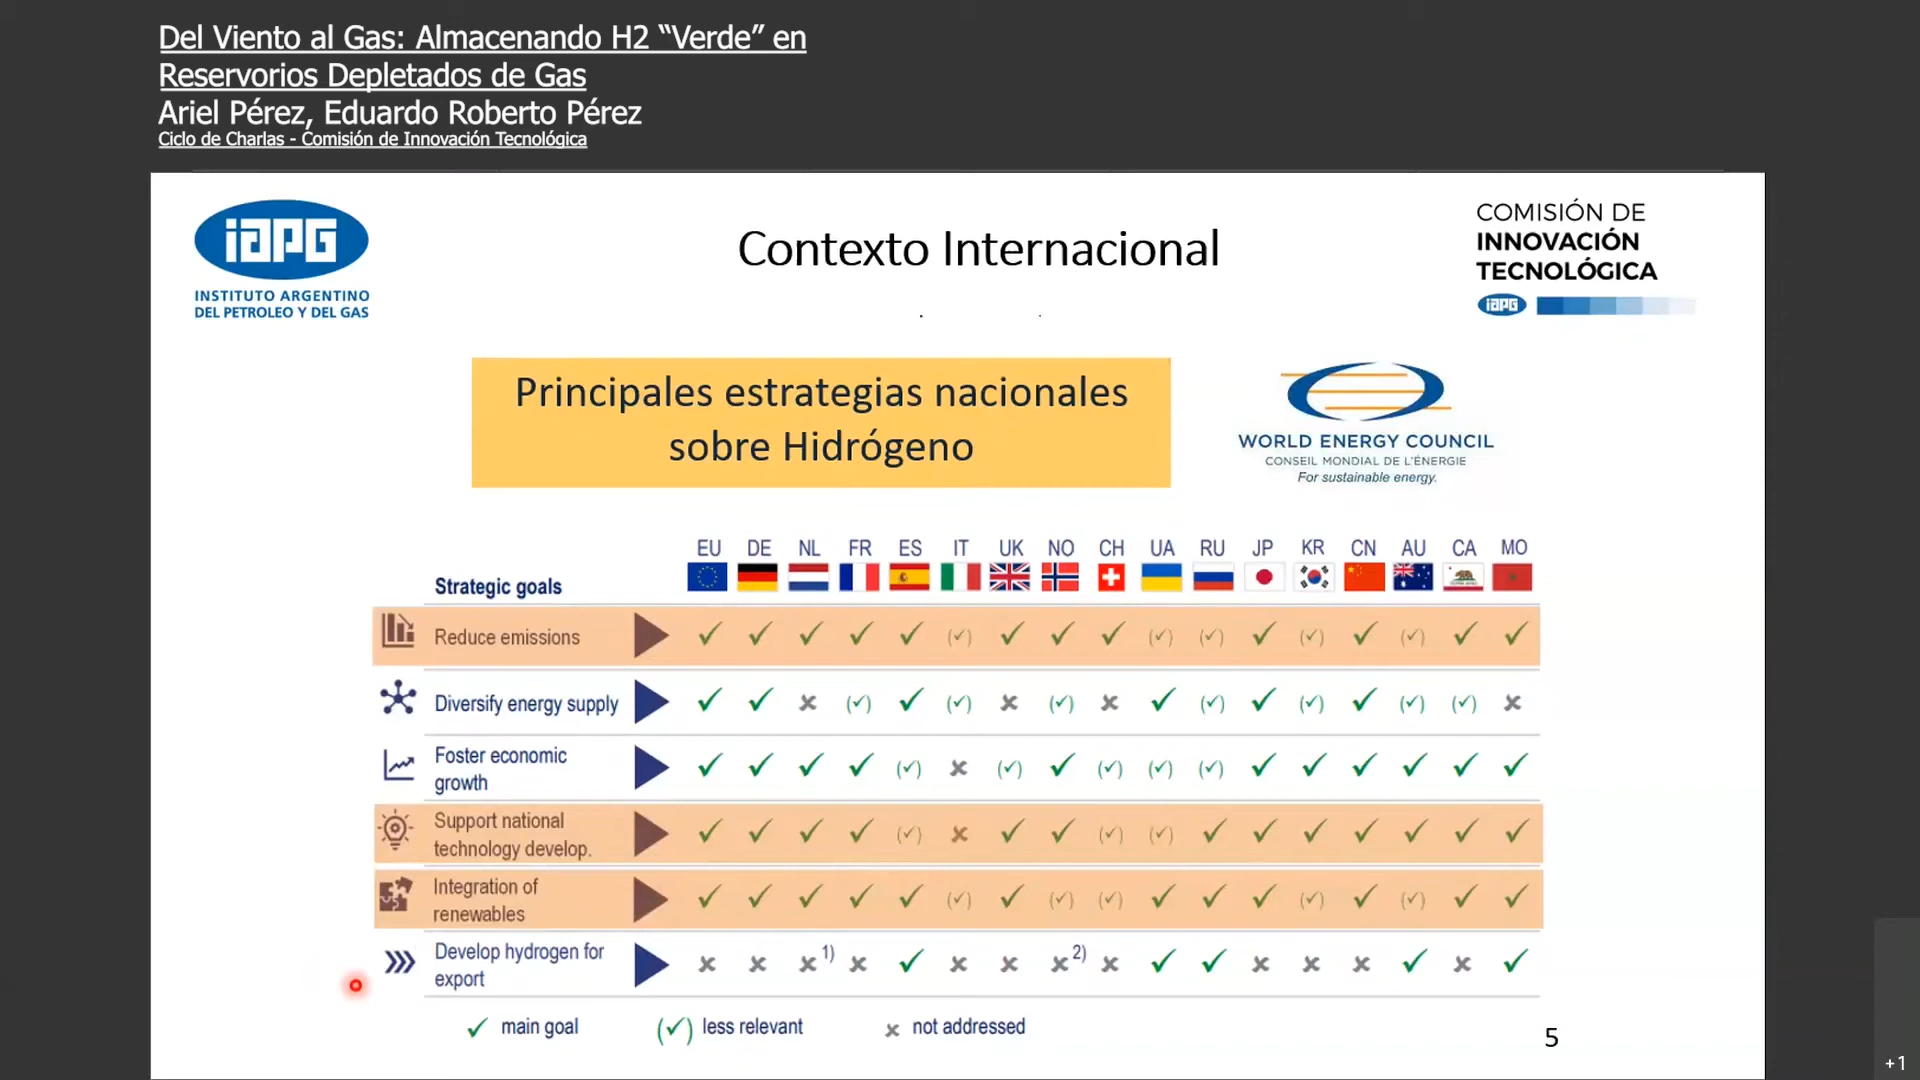 Del Viento al Gas: Almacenando H2 “Verde” en
Reservorios Depletados de Gas
Ariel Pérez, Eduardo Roberto Pérez
Ciclo de Charlas - Comisión de Innovación Tecnológica
iapg
INSTITUTO ARGENTINO
DEL PETROLEO Y DEL GAS
Contexto Internacional
COMISIÓN DE
INNOVACIÓN
TECNOLÓGICA
iapg
Principales estrategias nacionales
sobre Hidrógeno
WORLD ENERGY COUNCIL
CONSEIL MONDIAL DE L'ÉNERGIE
For sustainable energy.
EU DE NL FR ES IT UK NO CH UA RU JP KR CN AU CA MO
Strategic goals
Reduce emissions ✓ ✓ ✓ ✓ ✓ (✓) ✓ ✓ ✓ (✓) (✓) ✓ (✓) ✓ (✓) ✓ ✓
Diversify energy supply ✓ ✓ × (✓) ✓ (✓) × (✓) × ✓ (✓) ✓ (✓) ✓ (✓) (✓) ×
Foster economic
growth ✓ ✓ ✓ ✓ (✓) × (✓) ✓ (✓) (✓) (✓) ✓ ✓ ✓ ✓ ✓ ✓
Support national
technology develop. ✓ ✓ ✓ ✓ (✓) × ✓ ✓ (✓) (✓) ✓ ✓ ✓ ✓ ✓ ✓ ✓
Integration of
renewables ✓ ✓ ✓ ✓ ✓ (✓) ✓ (✓) (✓) ✓ ✓ ✓ (✓) ✓ (✓) ✓ ✓
Develop hydrogen for
export × × × 1) × ✓ × × × 2) × ✓ ✓ × × × ✓ × ✓
✓ main goal (✓) less relevant × not addressed
5
+1